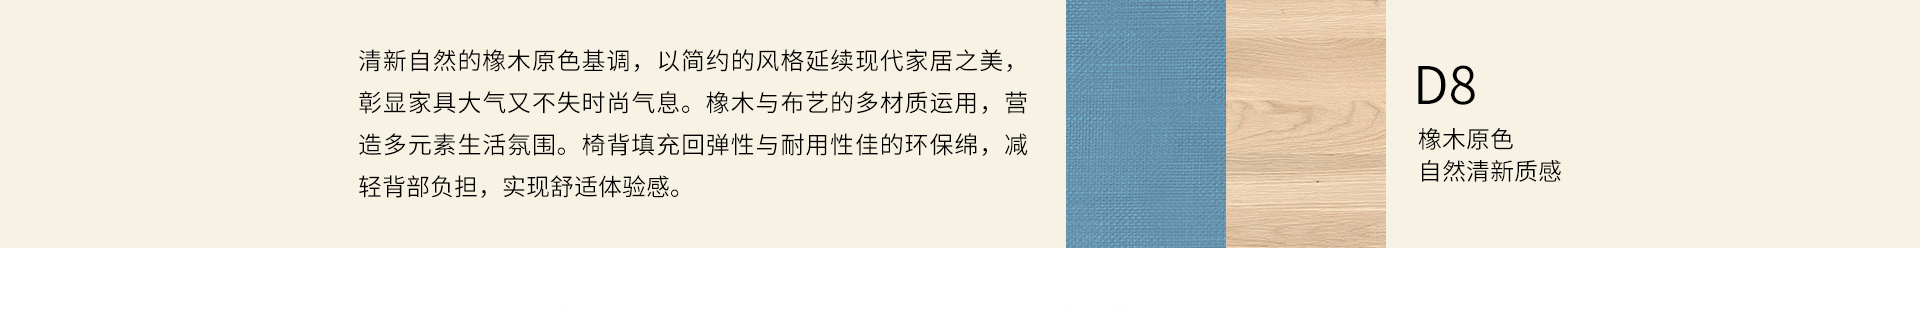 清新自然的橡木原色基调，以简约的风格延续现代家居之美，
彰显家具大气又不失时尚气息。橡木与布艺的多材质运用，营
造多元素生活氛围。椅背填充回弹性与耐用性佳的环保绵，减
轻背部负担，实现舒适体验感。
D8
橡木原色
自然清新质感